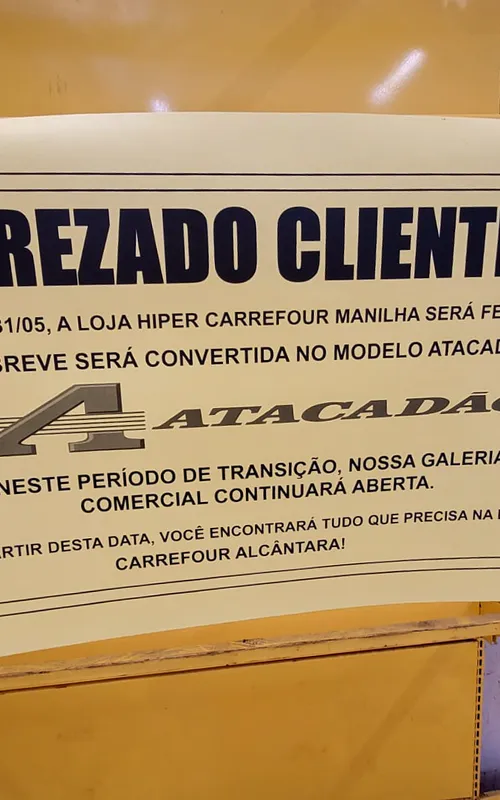 REZADO CLIENT
31/05, A LOJA HIPER CARREFOUR MANILHA SERÁ FE
BREVE SERÁ CONVERTIDA NO MODELO ATACAD
A ATACADÃO
NESTE PERÍODO DE TRANSIÇÃO, NOSSA GALERIA
COMERCIAL CONTINUARÁ ABERTA.
RTIR DESTA DATA, VOCÊ ENCONTRARÁ TUDO QUE PRECISA NA
CARREFOUR ALCÂNTARA!